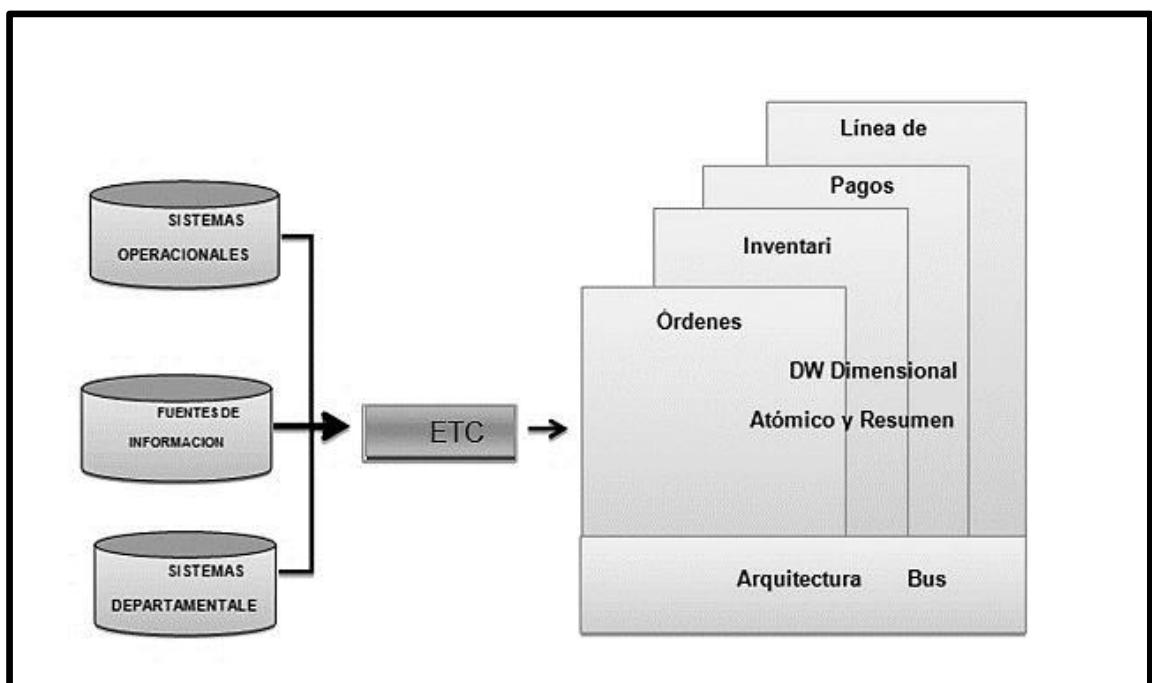 SISTEMAS
OPERACIONALES
FUENTES DE
INFORMACION
SISTEMAS
DEPARTAMENTALE
ETC
Línea de
Pagos
Inventari
Órdenes
DW Dimensional
Atómico y Resumen
Arquitectura Bus